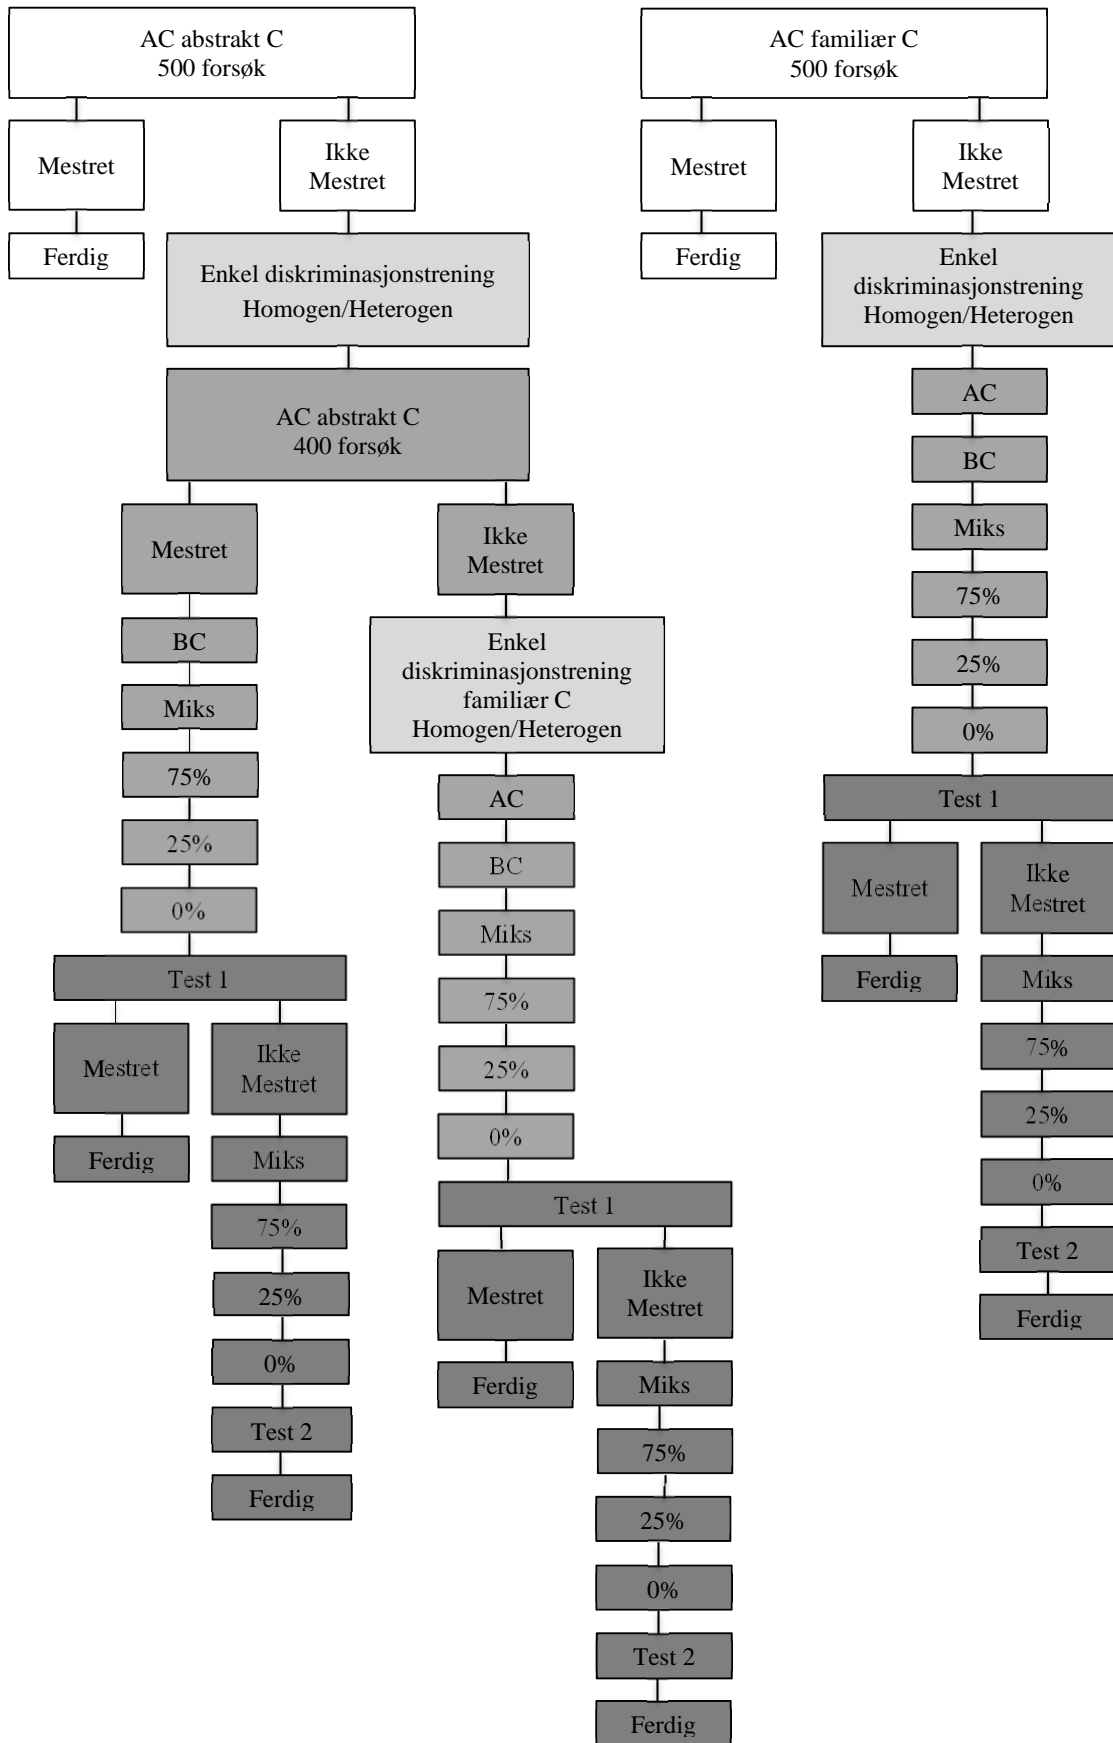 AC abstrakt C
500 forsøk
Mestret
Ikke
Mestret
Ferdig
Enkel diskriminasjonstrening
Homogen/Heterogen
AC abstrakt C
400 forsøk
Mestret
BC
Miks
75%
25%
0%
Test 1
Mestret
Ferdig
Ikke
Mestret
Miks
75%
25%
0%
Test 2
Ferdig
Ikke
Mestret
Enkel
diskriminasjonstrening
familiær C
Homogen/Heterogen
AC
BC
Miks
75%
25%
0%
Test 1
Mestret
Ferdig
Ikke
Mestret
Miks
75%
25%
0%
Test 2
Ferdig
AC familiær C
500 forsøk
Mestret
Ferdig
Ikke
Mestret
Enkel
diskriminasjonstrening
Homogen/Heterogen
AC
BC
Miks
75%
25%
0%
Test 1
Mestret
Ferdig
Ikke
Mestret
Miks
75%
25%
0%
Test 2
Ferdig